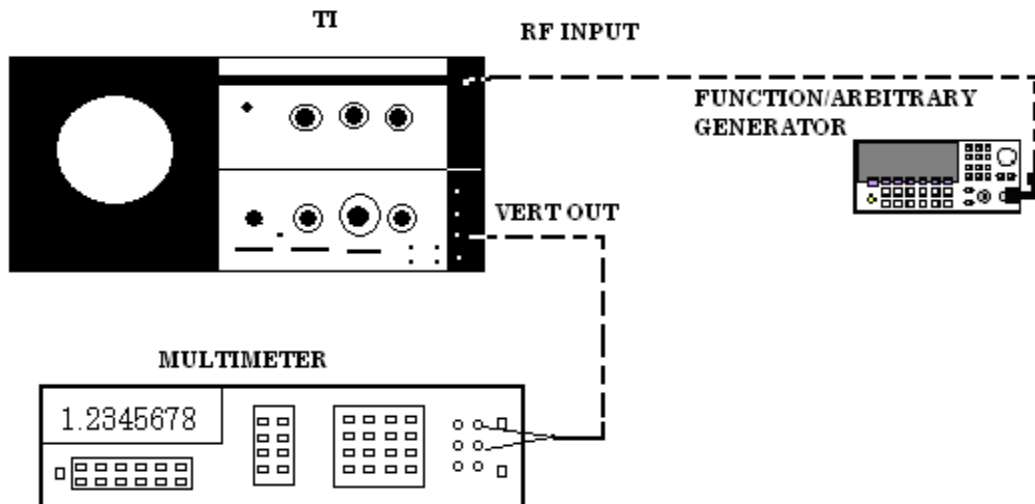 TI
RF INPUT
FUNCTION/ARBITRARY
GENERATOR
VERT OUT
MULTIMETER
1.2345678